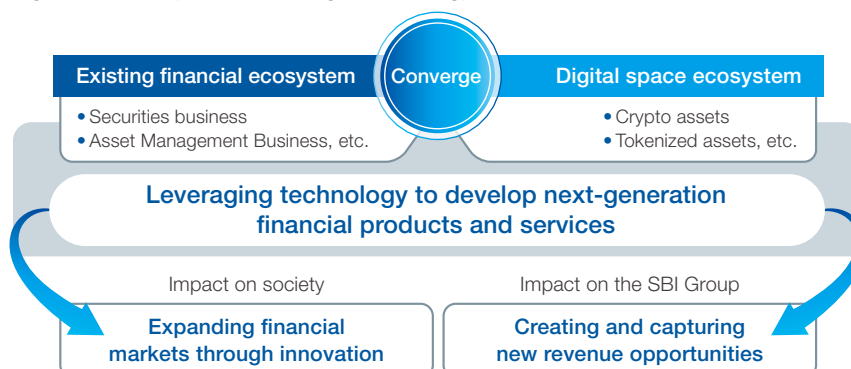 Existing financial ecosystem
Converge
Digital space ecosystem
• Securities business
• Asset Management Business, etc.
• Crypto assets
• Tokenized assets, etc.
Leveraging technology to develop next-generation
financial products and services
Impact on society
Expanding financial
markets through innovation
Impact on the SBI Group
Creating and capturing
new revenue opportunities